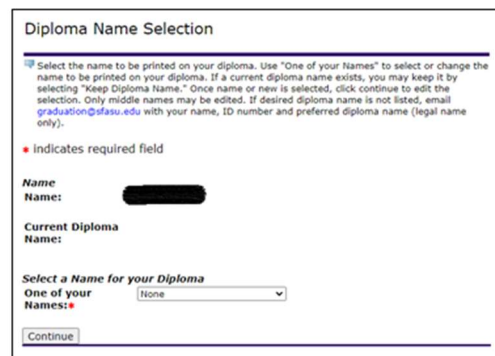 Diploma Name Selection
Select the name to be printed on your diploma. Use "One of your Names" to select or change the
name to be printed on your diploma. If a current diploma name exists, you may keep it by
selecting "Keep Diploma Name." Once name or new is selected, click continue to edit the
selection. Only middle names may be edited. If desired diploma name is not listed, email
graduation@sfasu.edu with your name, ID number and preferred diploma name (legal name
only).
* indicates required field
Name
Name:
Current Diploma
Name:
Select a Name for your Diploma
One of your None
Names:*
Continue